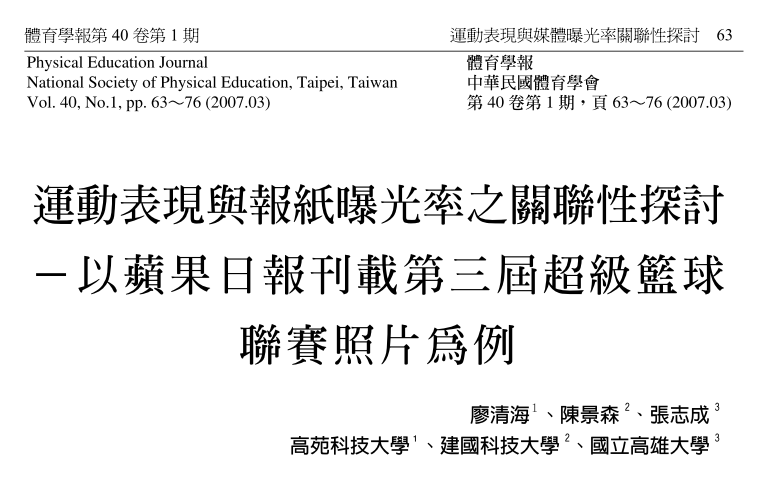 體育學報第 40 卷第 1 期
運動表現與媒體曝光率關聯性探討 63
Physical Education Journal
National Society of Physical Education, Taipei, Taiwan
Vol. 40, No.1, pp. 63～76 (2007.03)
體育學報
中華民國體育學會
第 40 卷第 1 期，頁 63～76 (2007.03)
運動表現與報紙曝光率之關聯性探討
－以蘋果日報刊載第三屆超級籃球
聯賽照片為例
廖清海1、陳景森2、張志成3
高苑科技大學1、建國科技大學2、國立高雄大學3